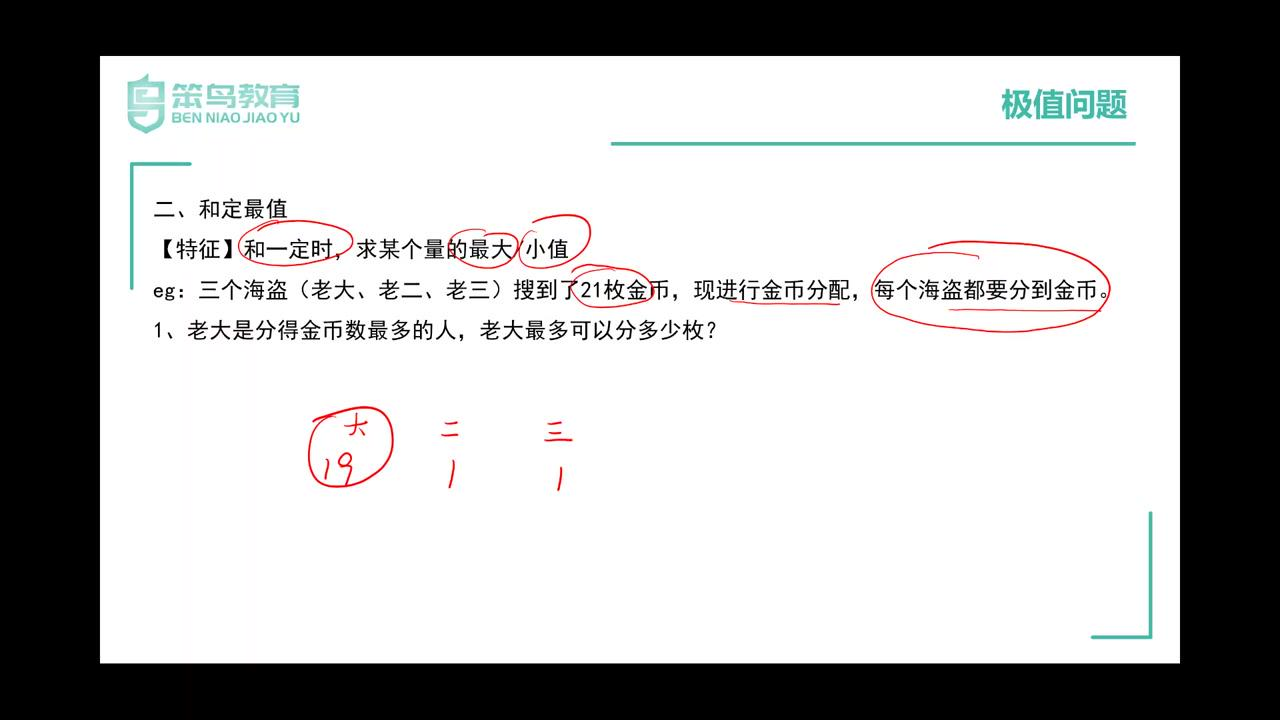 笨鸟教育
BEN NIAO JIAO YU
极值问题
二、和定最值
【特征】和一定时，求某个量的最大/小值
eg：三个海盗（老大、老二、老三）搜到了21枚金币，现进行金币分配，每个海盗都要分到金币。
1、老大是分得金币数最多的人，老大最多可以分多少枚？
大 二 三
19 1 1